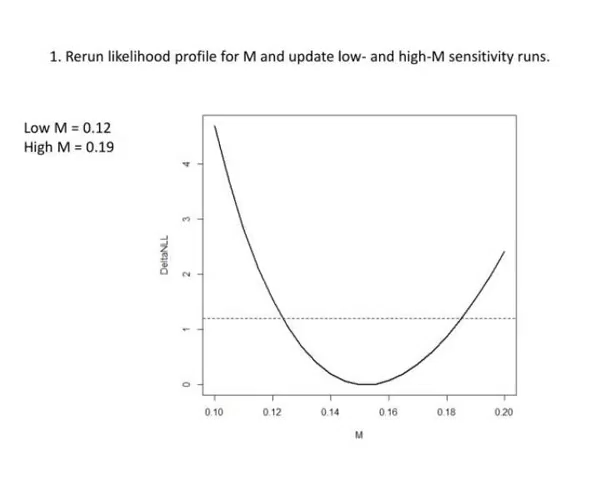 1. Rerun likelihood profile for M and update low- and high-M sensitivity runs.
Low M = 0.12
High M = 0.19
DeltaNLL
4
3
2
1
0
0.10 0.12 0.14 0.16 0.18 0.20
M